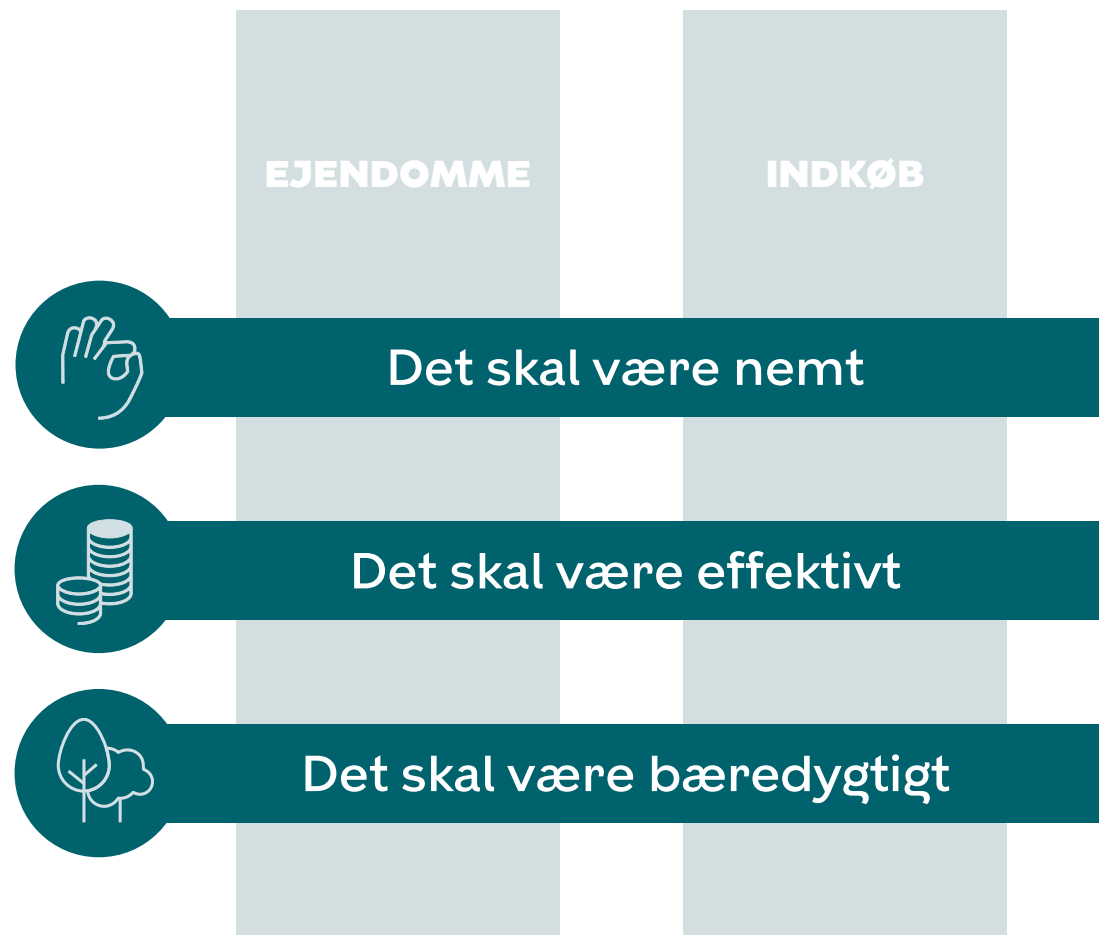 EJENDOMME
INDKØB
Det skal være nemt
Det skal være effektivt
Det skal være bæredygtigt